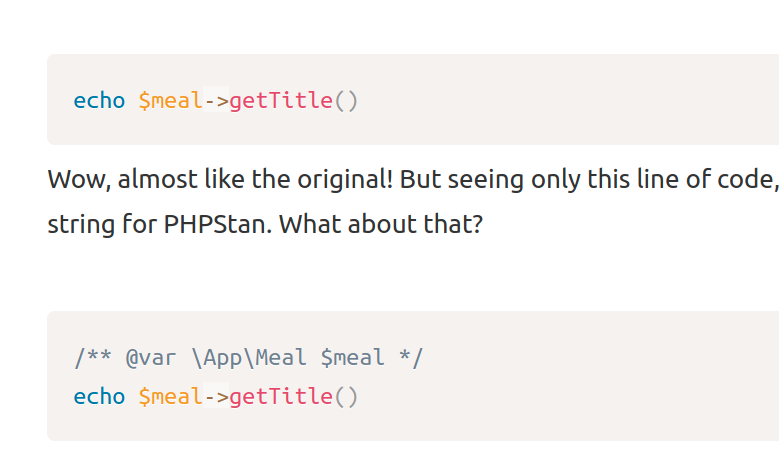 echo $meal->getTitle()
Wow, almost like the original! But seeing only this line of code,
string for PHPStan. What about that?
/** @var \App\Meal $meal */
echo $meal->getTitle()